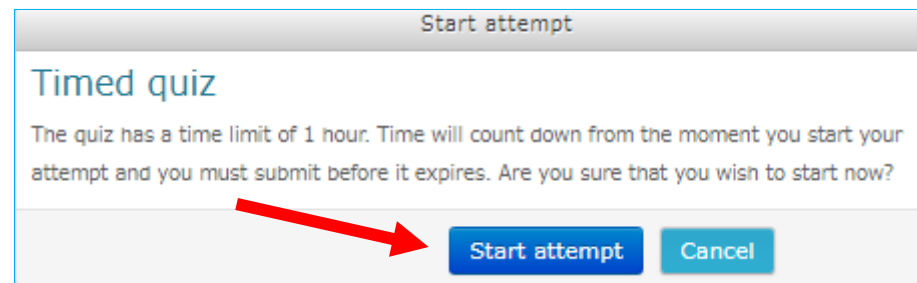 Start attempt
Timed quiz
The quiz has a time limit of 1 hour. Time will count down from the moment you start your
attempt and you must submit before it expires. Are you sure that you wish to start now?
Start attempt Cancel